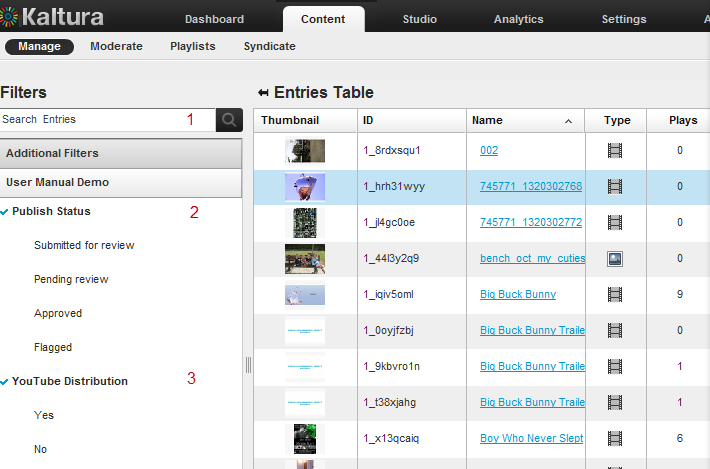 Kaltura
Dashboard Content Studio Analytics Settings A
Manage Moderate Playlists Syndicate
Filters
Search Entries 1
Additional Filters
User Manual Demo
Publish Status 2
Submitted for review
Pending review
Approved
Flagged
YouTube Distribution 3
Yes
No
Entries Table
Thumbnail ID Name Type Plays
1_8rdxsqu1 002 0
1_hrh31wyy 745771_1320302768 0
1_jl4gc0oe 745771_1320302772 0
1_44l3y2q9 bench_oct_my_cuties 0
1_iqiv5oml Big Buck Bunny 9
1_0oyjfzbj Big Buck Bunny Traile 0
1_9kbvro1n Big Buck Bunny Traile 1
1_t38xjahg Big Buck Bunny Traile 1
1_x13qcaiq Boy Who Never Slept 6